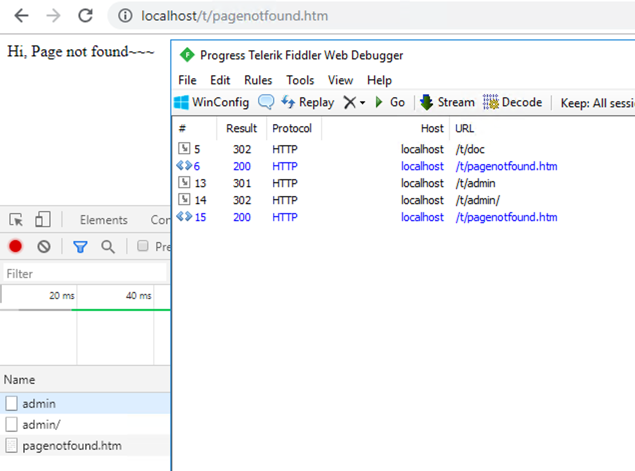 localhost/t/pagenotfound.htm
Hi, Page not found~~~
Progress Telerik Fiddler Web Debugger
File Edit Rules Tools View Help
WinConfig Replay Go Stream Decode Keep: All sessi
# Result Protocol Host URL
5 302 HTTP localhost /t/doc
6 200 HTTP localhost /t/pagenotfound.htm
13 301 HTTP localhost /t/admin
14 302 HTTP localhost /t/admin/
15 200 HTTP localhost /t/pagenotfound.htm
Elements Con
Pre
Filter
20 ms 40 ms
Name
admin
admin/
pagenotfound.htm